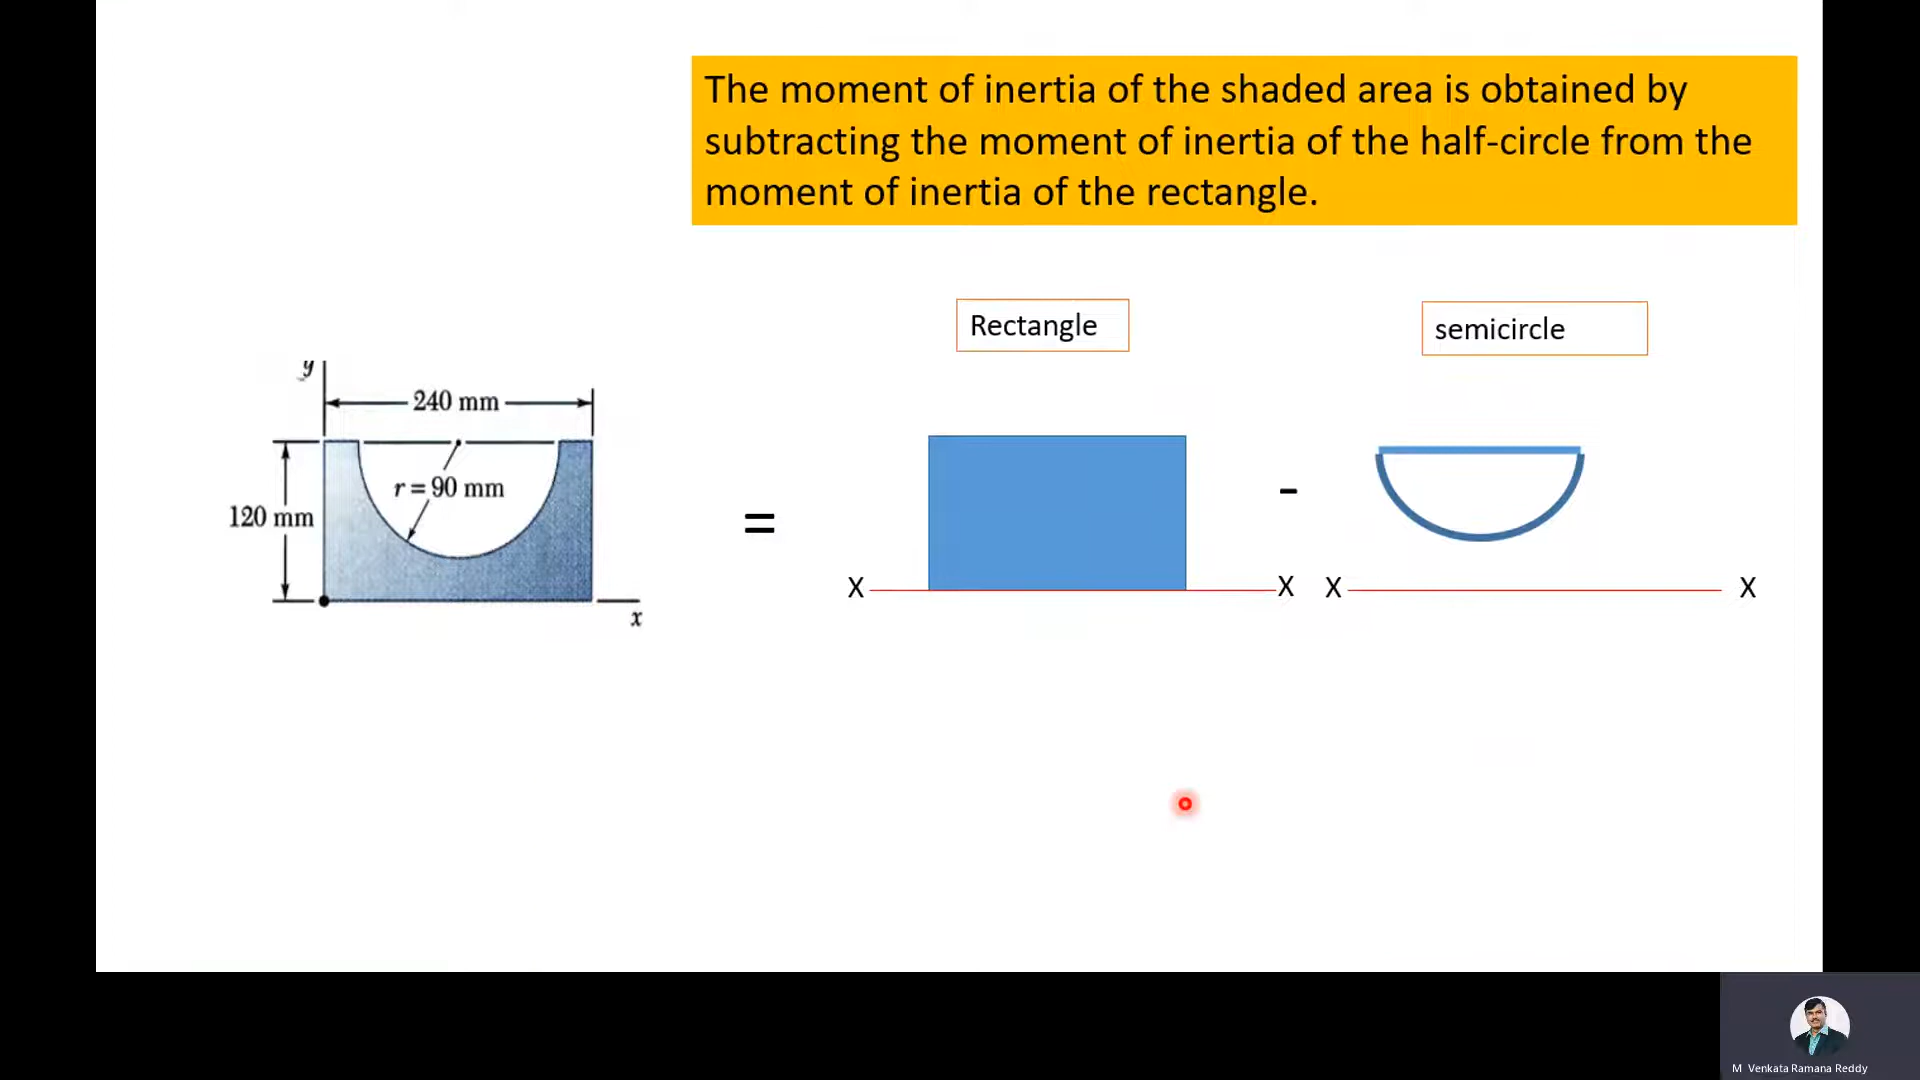 The moment of inertia of the shaded area is obtained by
subtracting the moment of inertia of the half-circle from the
moment of inertia of the rectangle.
Rectangle
semicircle
y
240 mm
r = 90 mm
120 mm
x
=
-
X
X
X
X
M Venkata Ramana Reddy